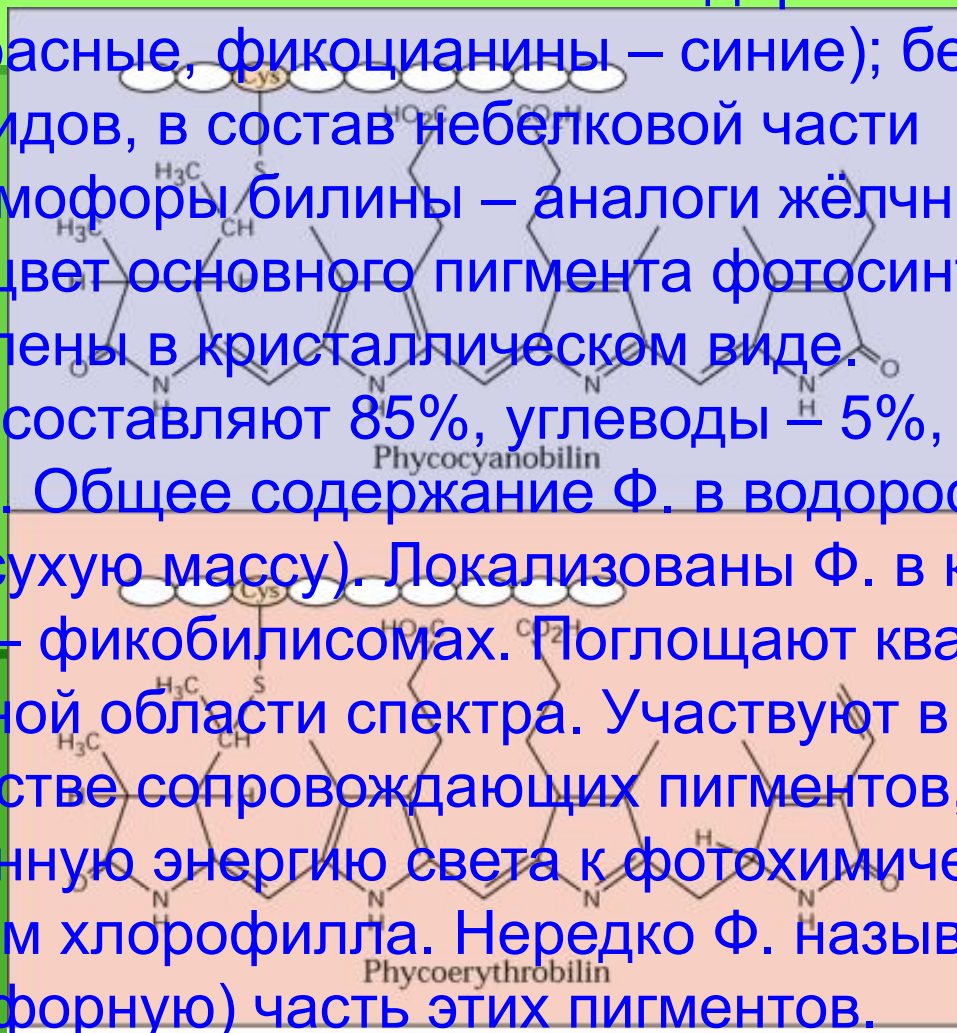 расные, фикоцианины – синие); бе
идов, в состав небелковой части
мофоры билины – аналоги жёлчн
цвет основного пигмента фотосинт
лены в кристаллическом виде.
составляют 85%, углеводы – 5%,
. Общее содержание Ф. в водорос
сухую массу). Локализованы Ф. в к
– фикобилисомах. Поглощают ква
ной области спектра. Участвуют в
стве сопровождающих пигментов,
нную энергию света к фотохимиче
м хлорофилла. Нередко Ф. назыв
форную) часть этих пигментов.
Cys
HO₂C CO₂H
H₃C S
H₃C CH
H H
O N N N N O
H H H
Phycocyanobilin
Cys
HO₂C CO₂H
H₃C S
H₃C CH
H H
H
O N N N N O
H H H
Phycoerythrobilin